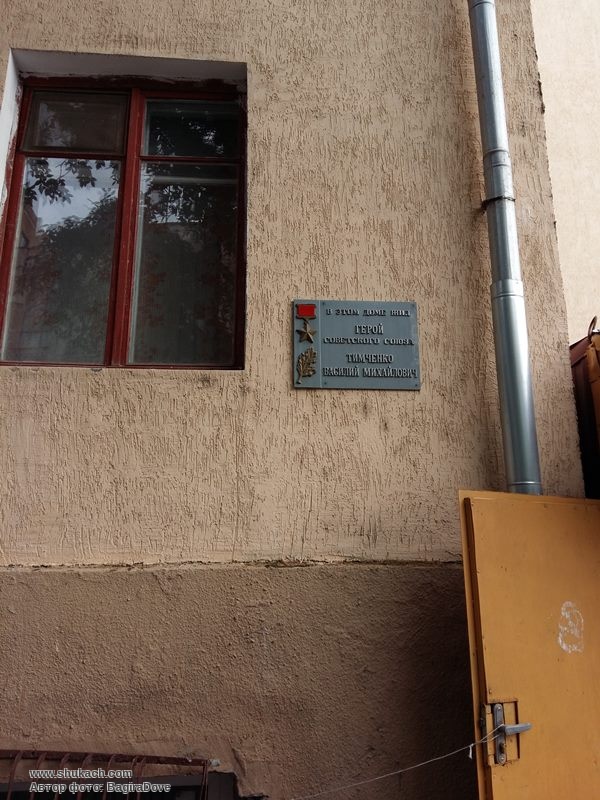 В ЭТОМ ДОМЕ ЖИЛ
ГЕРОЙ
СОВЕТСКОГО СОЮЗА
ТИМЧЕНКО
ВАСИЛИЙ МИХАЙЛОВИЧ
www.shukach.com
Автор фото: BagiraDove